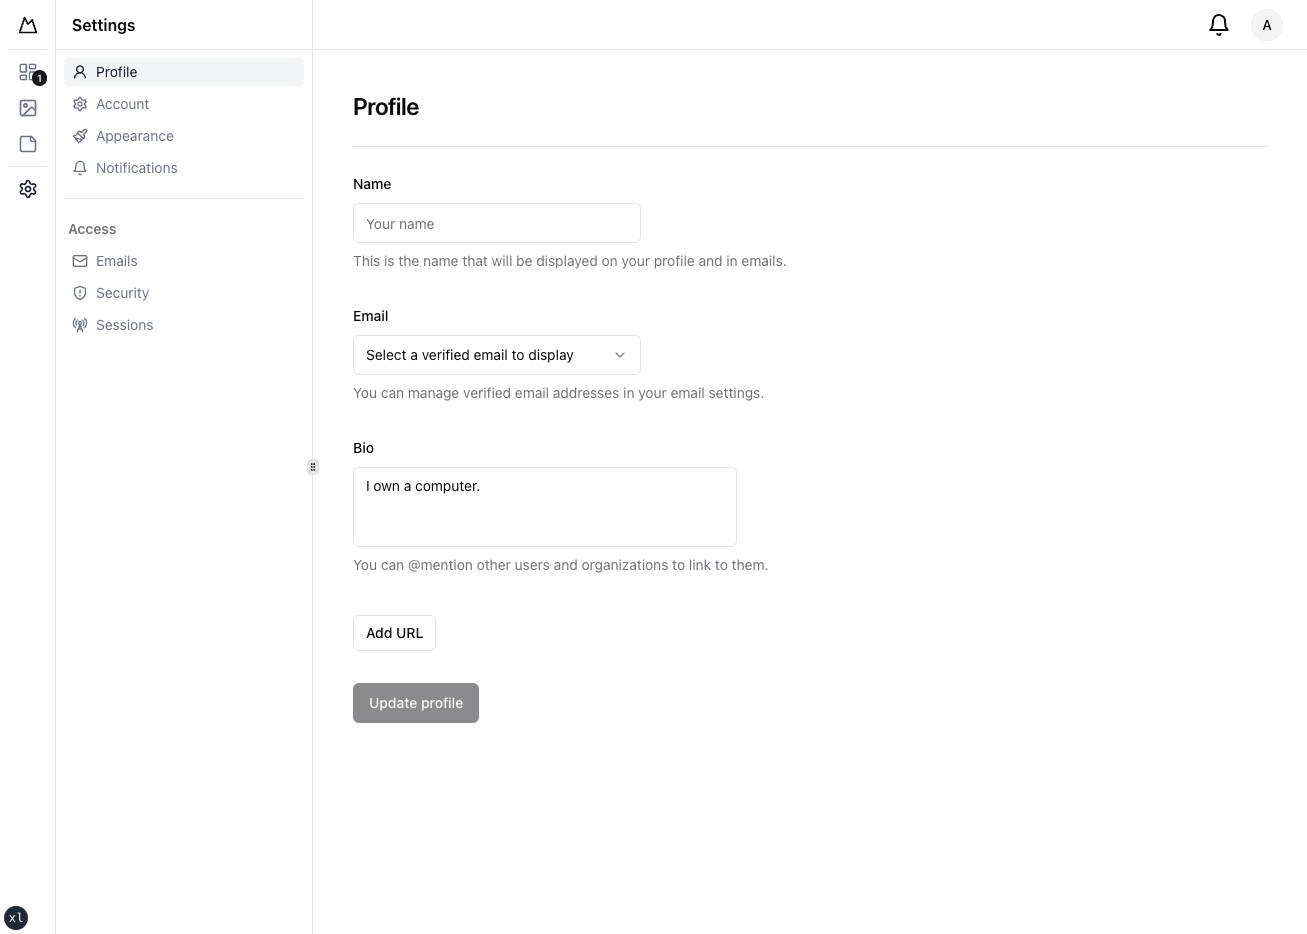 Settings
A
1
Profile
Account
Appearance
Notifications
Access
Emails
Security
Sessions
Profile
Name
Your name
This is the name that will be displayed on your profile and in emails.
Email
Select a verified email to display
You can manage verified email addresses in your email settings.
Bio
I own a computer.
You can @mention other users and organizations to link to them.
Add URL
Update profile
xl